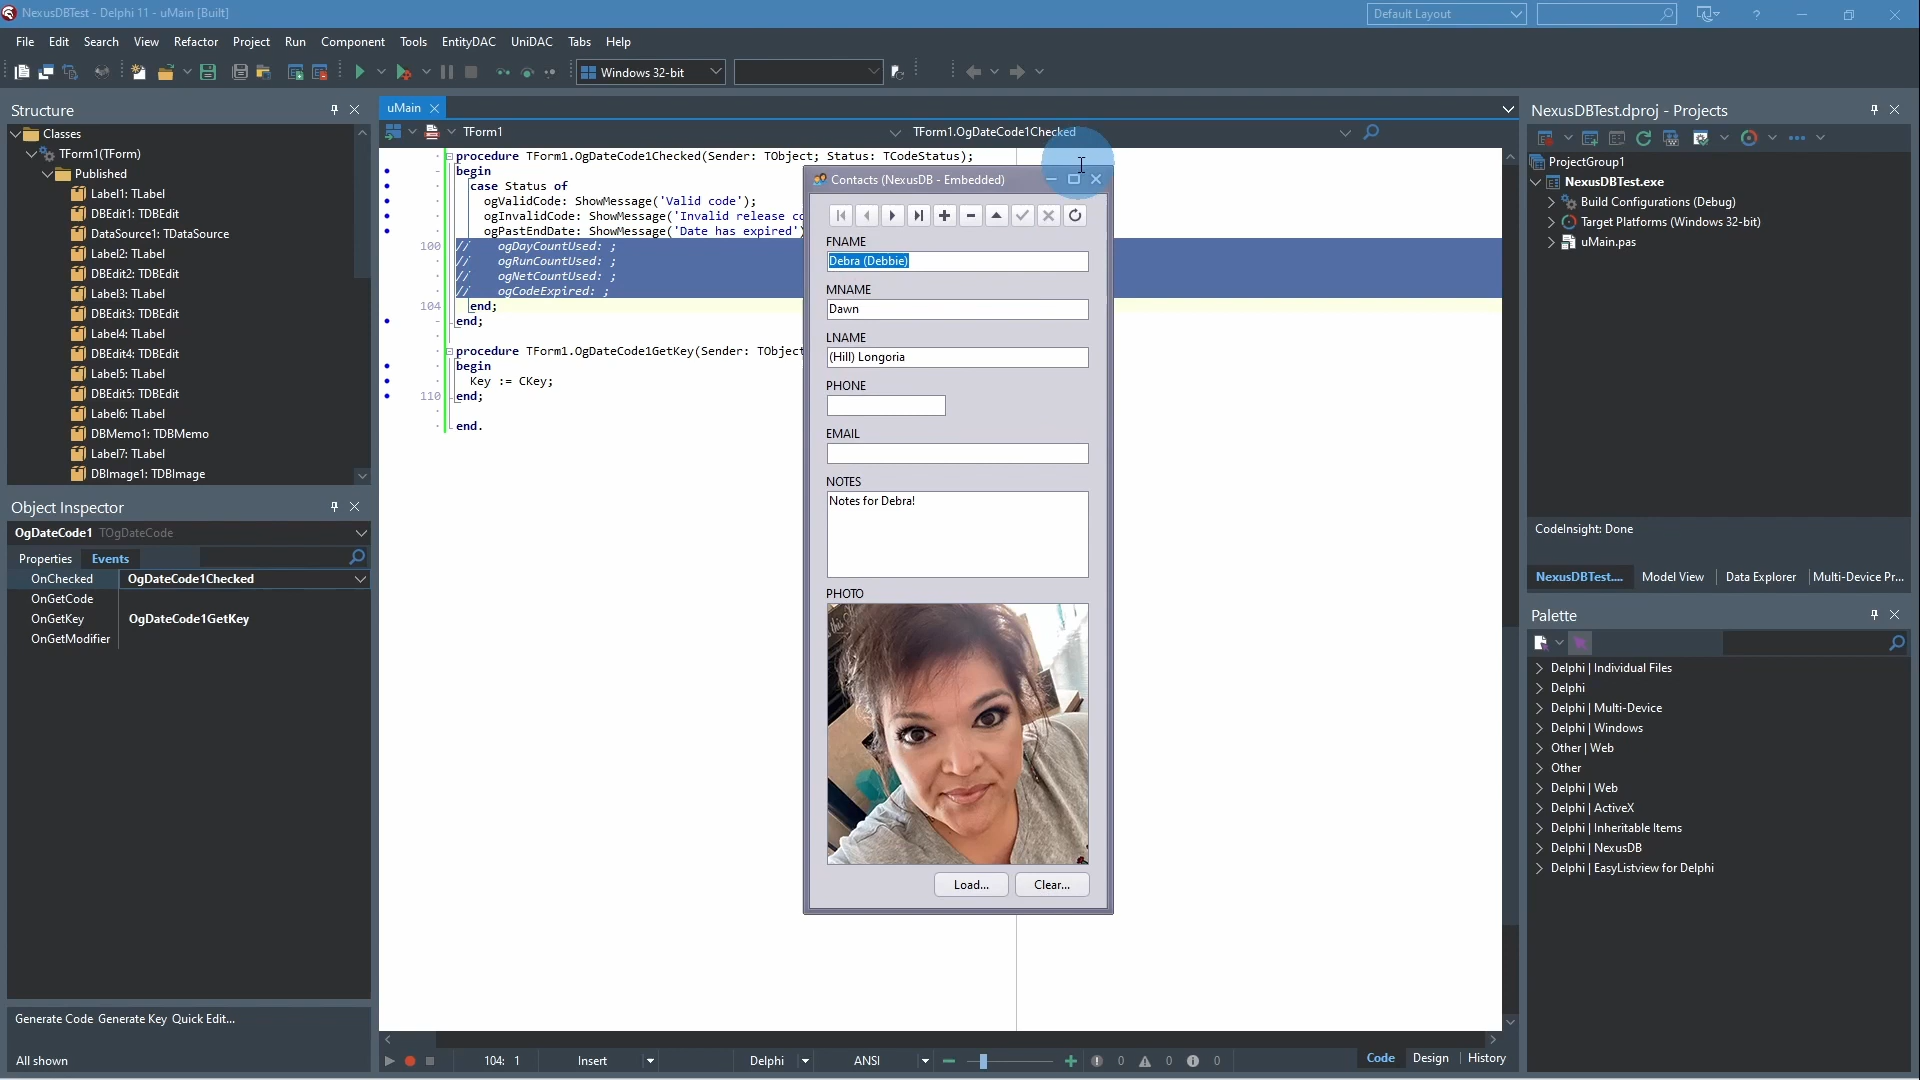 NexusDBTest - Delphi 11 - uMain [Built]
Default Layout
File Edit Search View Refactor Project Run Component Tools EntityDAC UniDAC Tabs Help
Windows 32-bit
Structure
Classes
TForm1(TForm)
Published
Label1: TLabel
DBEdit1: TDBEdit
DataSource1: TDataSource
Label2: TLabel
DBEdit2: TDBEdit
Label3: TLabel
DBEdit3: TDBEdit
Label4: TLabel
DBEdit4: TDBEdit
Label5: TLabel
DBEdit5: TDBEdit
Label6: TLabel
DBMemo1: TDBMemo
Label7: TLabel
DBImage1: TDBImage
Object Inspector
OgDateCode1 TOgDateCode
Properties Events
OnChecked OgDateCode1Checked
OnGetCode
OnGetKey OgDateCode1GetKey
OnGetModifier
Generate Code Generate Key Quick Edit...
All shown
uMain
TForm1 TForm1.OgDateCode1Checked
procedure TForm1.OgDateCode1Checked(Sender: TObject; Status: TCodeStatus);
begin
case Status of
ogValidCode: ShowMessage('Valid code');
ogInvalidCode: ShowMessage('Invalid release co
ogPastEndDate: ShowMessage('Date has expired')
100 // ogDayCountUsed: ;
// ogRunCountUsed: ;
// ogNetCountUsed: ;
// ogCodeExpired: ;
104 end;
end;
procedure TForm1.OgDateCode1GetKey(Sender: TObject
begin
Key := CKey;
110 end;
end.
Contacts (NexusDB - Embedded)
FNAME
Debra (Debbie)
MNAME
Dawn
LNAME
(Hill) Longoria
PHONE
EMAIL
NOTES
Notes for Debra!
PHOTO
Load... Clear...
104: 1 Insert Delphi ANSI 0 0 0
Code Design History
NexusDBTest.dproj - Projects
ProjectGroup1
NexusDBTest.exe
Build Configurations (Debug)
Target Platforms (Windows 32-bit)
uMain.pas
CodeInsight: Done
NexusDBTest.... Model View Data Explorer Multi-Device Pr...
Palette
Delphi | Individual Files
Delphi
Delphi | Multi-Device
Delphi | Windows
Other | Web
Other
Delphi | Web
Delphi | ActiveX
Delphi | Inheritable Items
Delphi | NexusDB
Delphi | EasyListview for Delphi